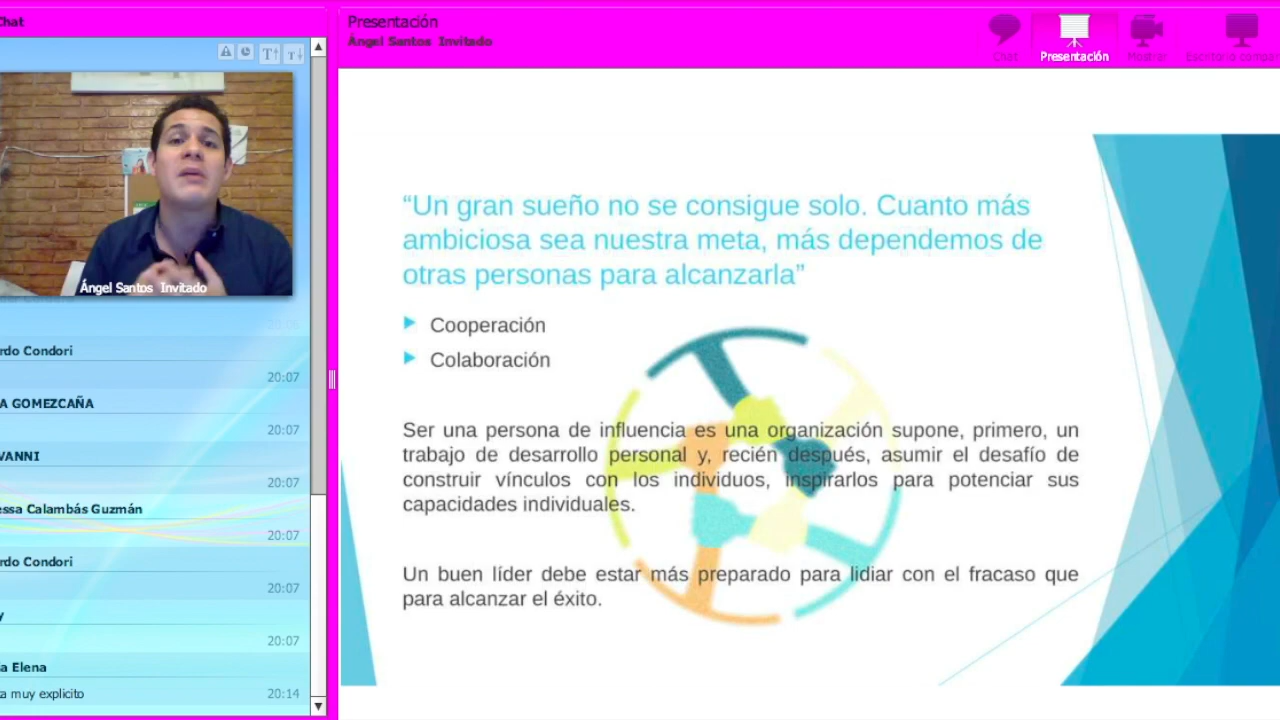 Chat
Ángel Santos Invitado
rdo Condori
20:07
A GOMEZCAÑA
20:07
VANNI
20:07
essa Calambás Guzmán
20:07
rdo Condori
20:07
y
20:07
a Elena
a muy explicito
20:14
Presentación
Ángel Santos Invitado
Chat
Presentación
Mostrar
Escritorio compar
“Un gran sueño no se consigue solo. Cuanto más
ambiciosa sea nuestra meta, más dependemos de
otras personas para alcanzarla”
Cooperación
Colaboración
Ser una persona de influencia es una organización supone, primero, un
trabajo de desarrollo personal y, recién después, asumir el desafío de
construir vínculos con los individuos, inspirarlos para potenciar sus
capacidades individuales.
Un buen líder debe estar más preparado para lidiar con el fracaso que
para alcanzar el éxito.